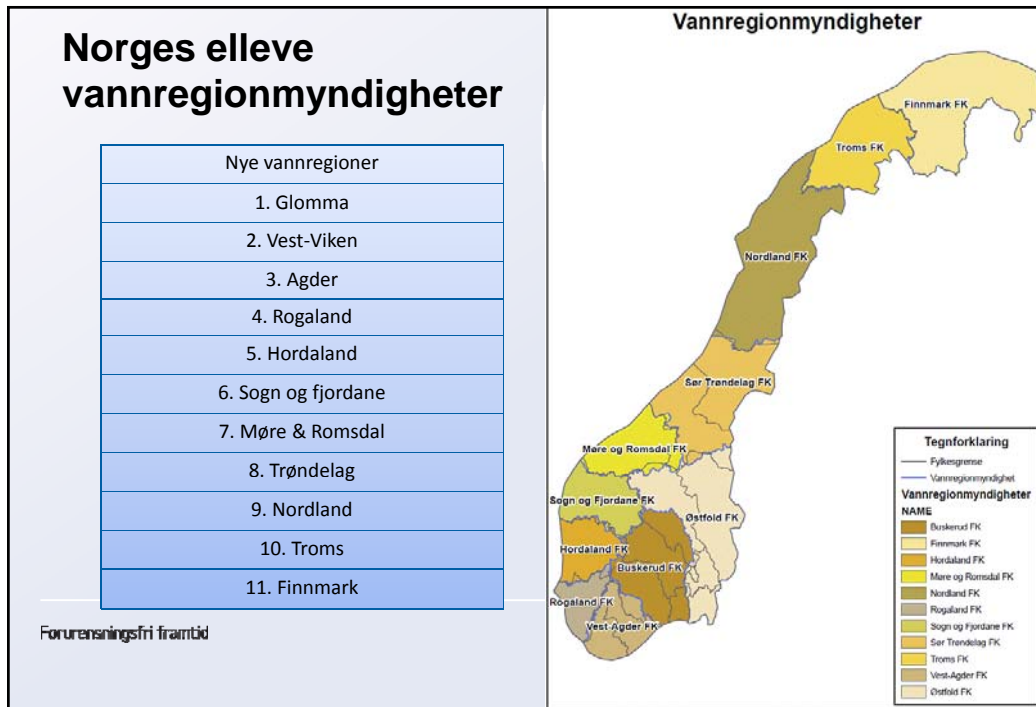 Norges elleve
vannregionmyndigheter
Nye vannregioner
1. Glomma
2. Vest-Viken
3. Agder
4. Rogaland
5. Hordaland
6. Sogn og fjordane
7. Møre & Romsdal
8. Trøndelag
9. Nordland
10. Troms
11. Finnmark
Forurensningsfri framtid
Vannregionmyndigheter
Finnmark FK
Troms FK
Nordland FK
Sør Trøndelag FK
Møre og Romsdal FK
Sogn og Fjordane FK
Østfold FK
Hordaland FK
Buskerud FK
Rogaland FK
Vest-Agder FK
Tegnforklaring
Fylkesgrense
Vannregionmyndighet
Vannregionmyndigheter
NAME
Buskerud FK
Finnmark FK
Hordaland FK
Møre og Romsdal FK
Nordland FK
Rogaland FK
Sogn og Fjordane FK
Sør Trøndelag FK
Troms FK
Vest-Agder FK
Østfold FK